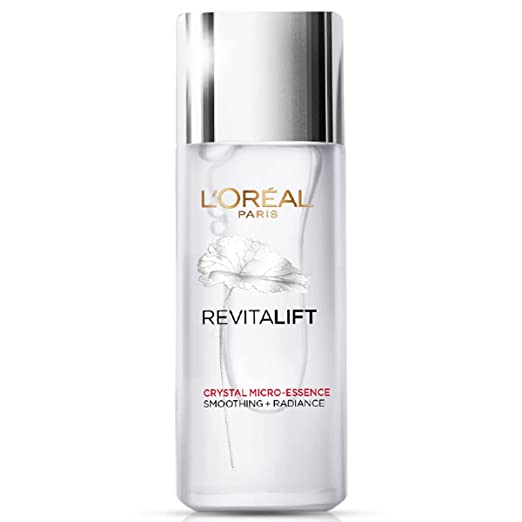 L'ORÉAL
PARIS
REVITALIFT
CRYSTAL MICRO-ESSENCE
SMOOTHING + RADIANCE